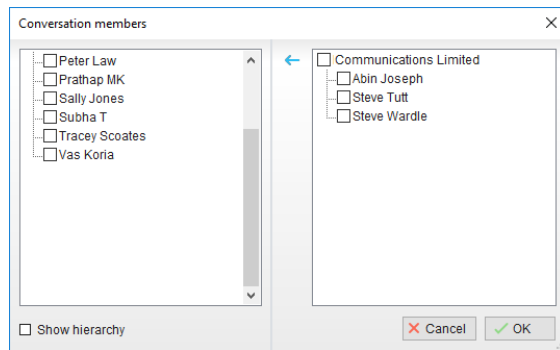 Conversation members
Peter Law
Prathap MK
Sally Jones
Subha T
Tracey Scoates
Vas Koria
Communications Limited
Abin Joseph
Steve Tutt
Steve Wardle
Show hierarchy
Cancel
OK